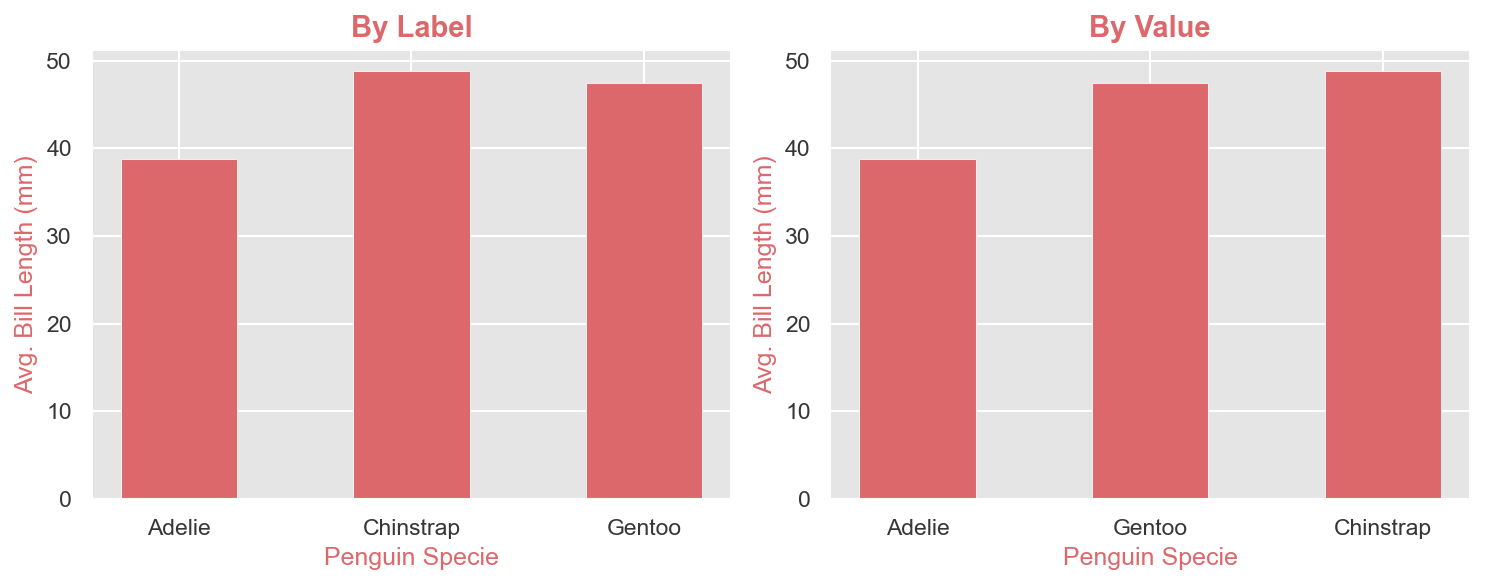 By Label
50
40
30
20
10
0
Avg. Bill Length (mm)
Adelie Chinstrap Gentoo
Penguin Specie
By Value
50
40
30
20
10
0
Avg. Bill Length (mm)
Adelie Gentoo Chinstrap
Penguin Specie